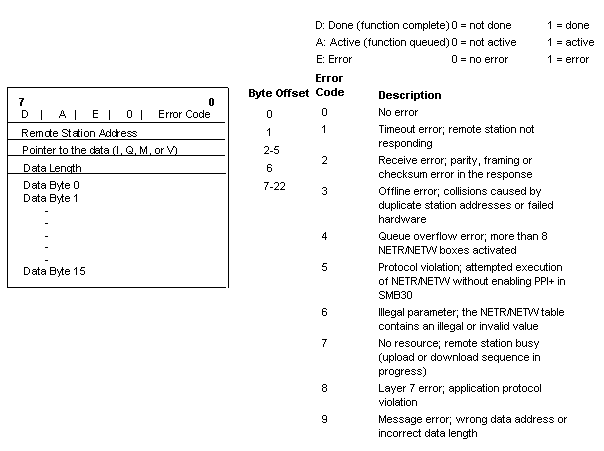 D: Done (function complete) 0 = not done 1 = done
A: Active (function queued) 0 = not active 1 = active
E: Error 0 = no error 1 = error
7 0
D | A | E | 0 | Error Code
Remote Station Address
Pointer to the data (I, Q, M, or V)
Data Length
Data Byte 0
Data Byte 1
-
-
-
-
-
Data Byte 15
Byte Offset
0
1
2-5
6
7-22
Error
Code Description
0 No error
1 Timeout error; remote station not
responding
2 Receive error; parity, framing or
checksum error in the response
3 Offline error; collisions caused by
duplicate station addresses or failed
hardware
4 Queue overflow error; more than 8
NETR/NETW boxes activated
5 Protocol violation; attempted execution
of NETR/NETW without enabling PPI+ in
SMB30
6 Illegal parameter; the NETR/NETW table
contains an illegal or invalid value
7 No resource; remote station busy
(upload or download sequence in
progress)
8 Layer 7 error; application protocol
violation
9 Message error; wrong data address or
incorrect data length